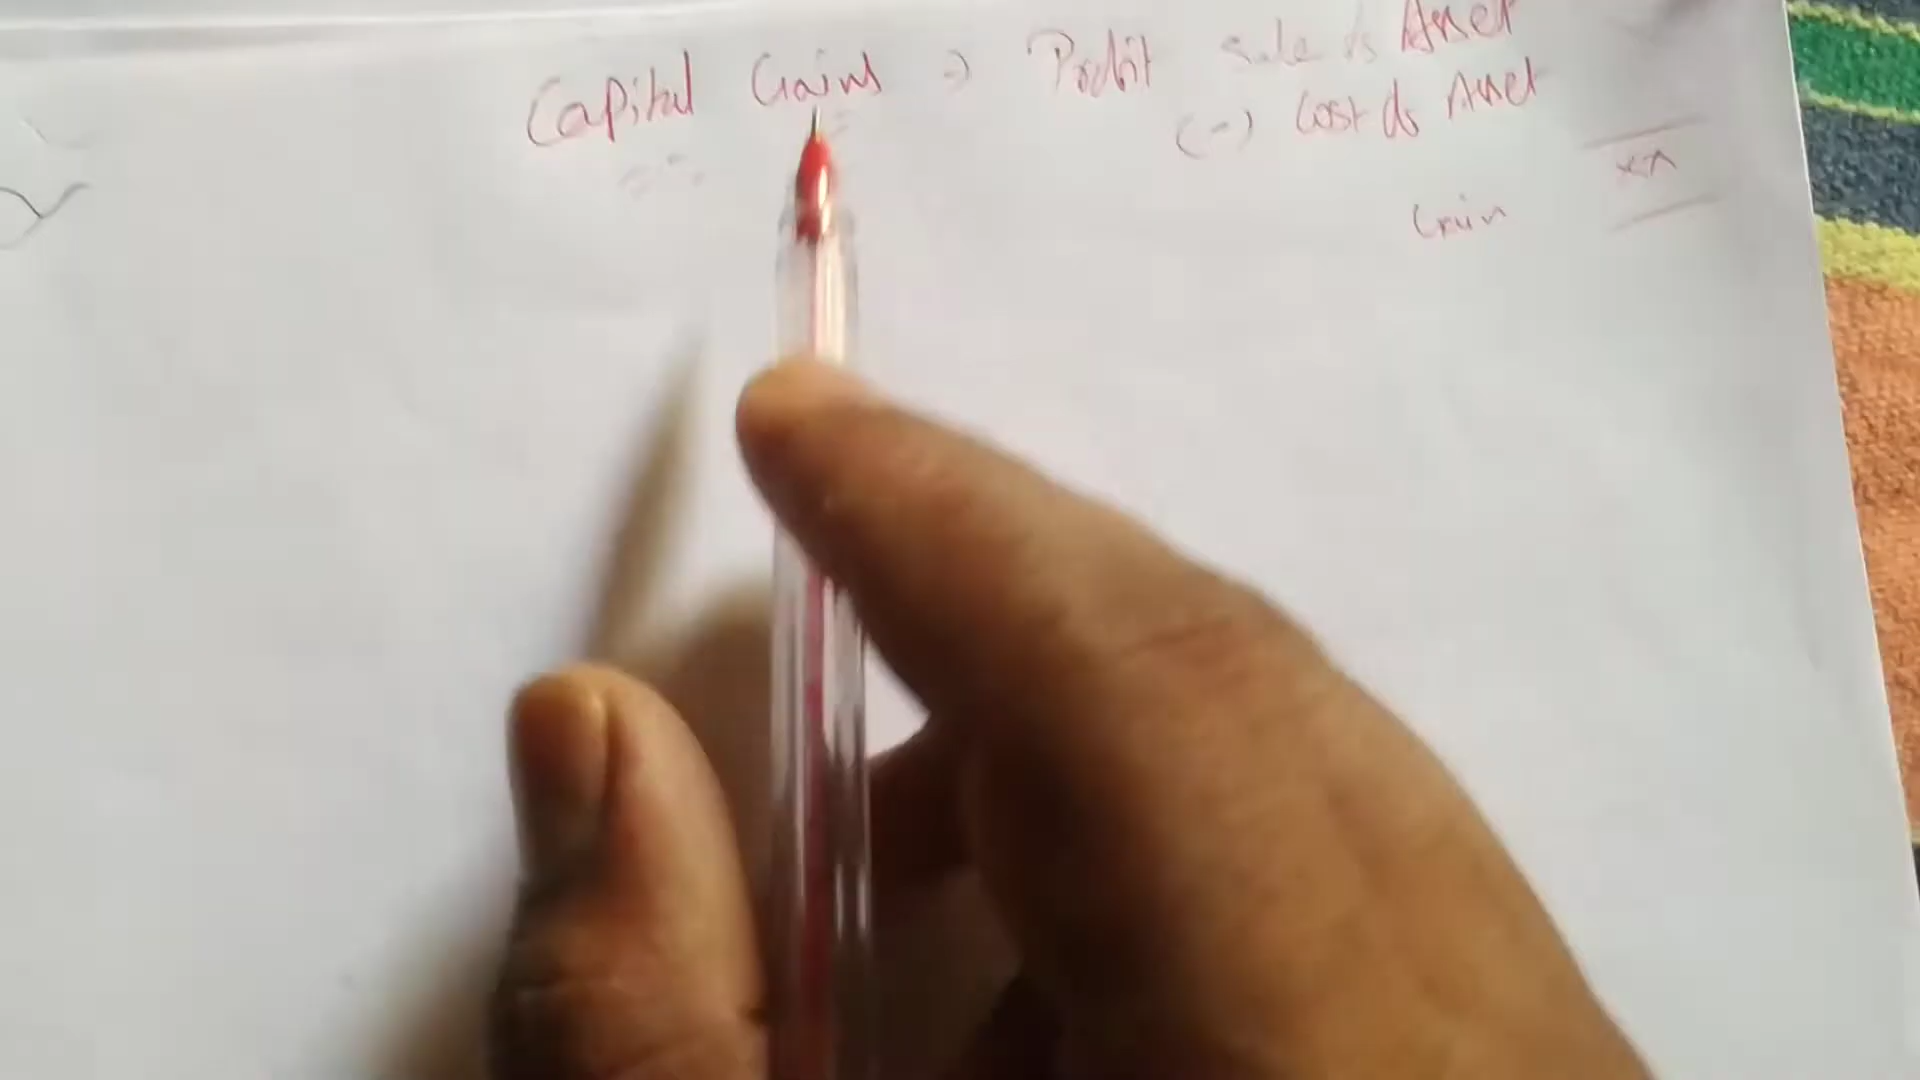 Capital Gains => Profit Sale of Asset
(-) Cost of Asset
xx
Gain